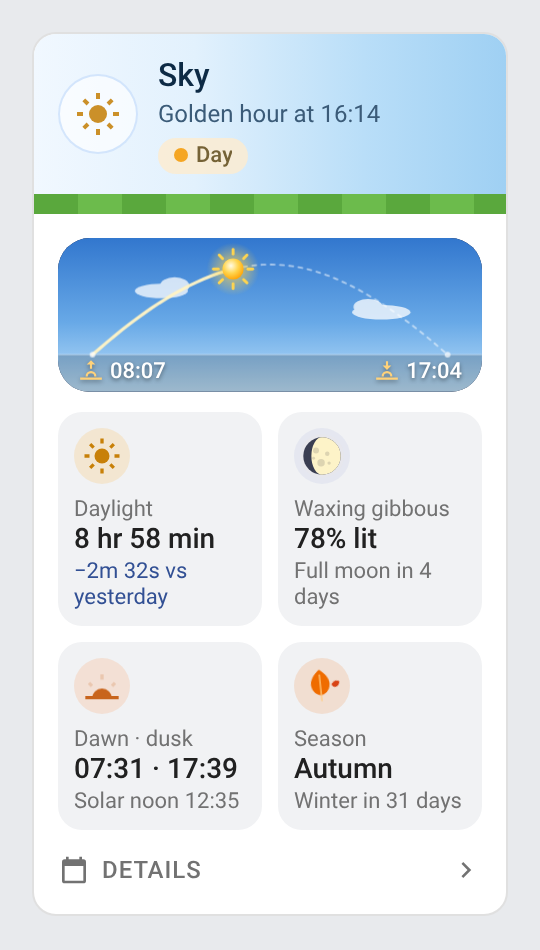 Sky
Golden hour at 16:14
Day
08:07
17:04
Daylight
8 hr 58 min
−2m 32s vs
yesterday
Waxing gibbous
78% lit
Full moon in 4
days
Dawn · dusk
07:31 · 17:39
Solar noon 12:35
Season
Autumn
Winter in 31 days
DETAILS